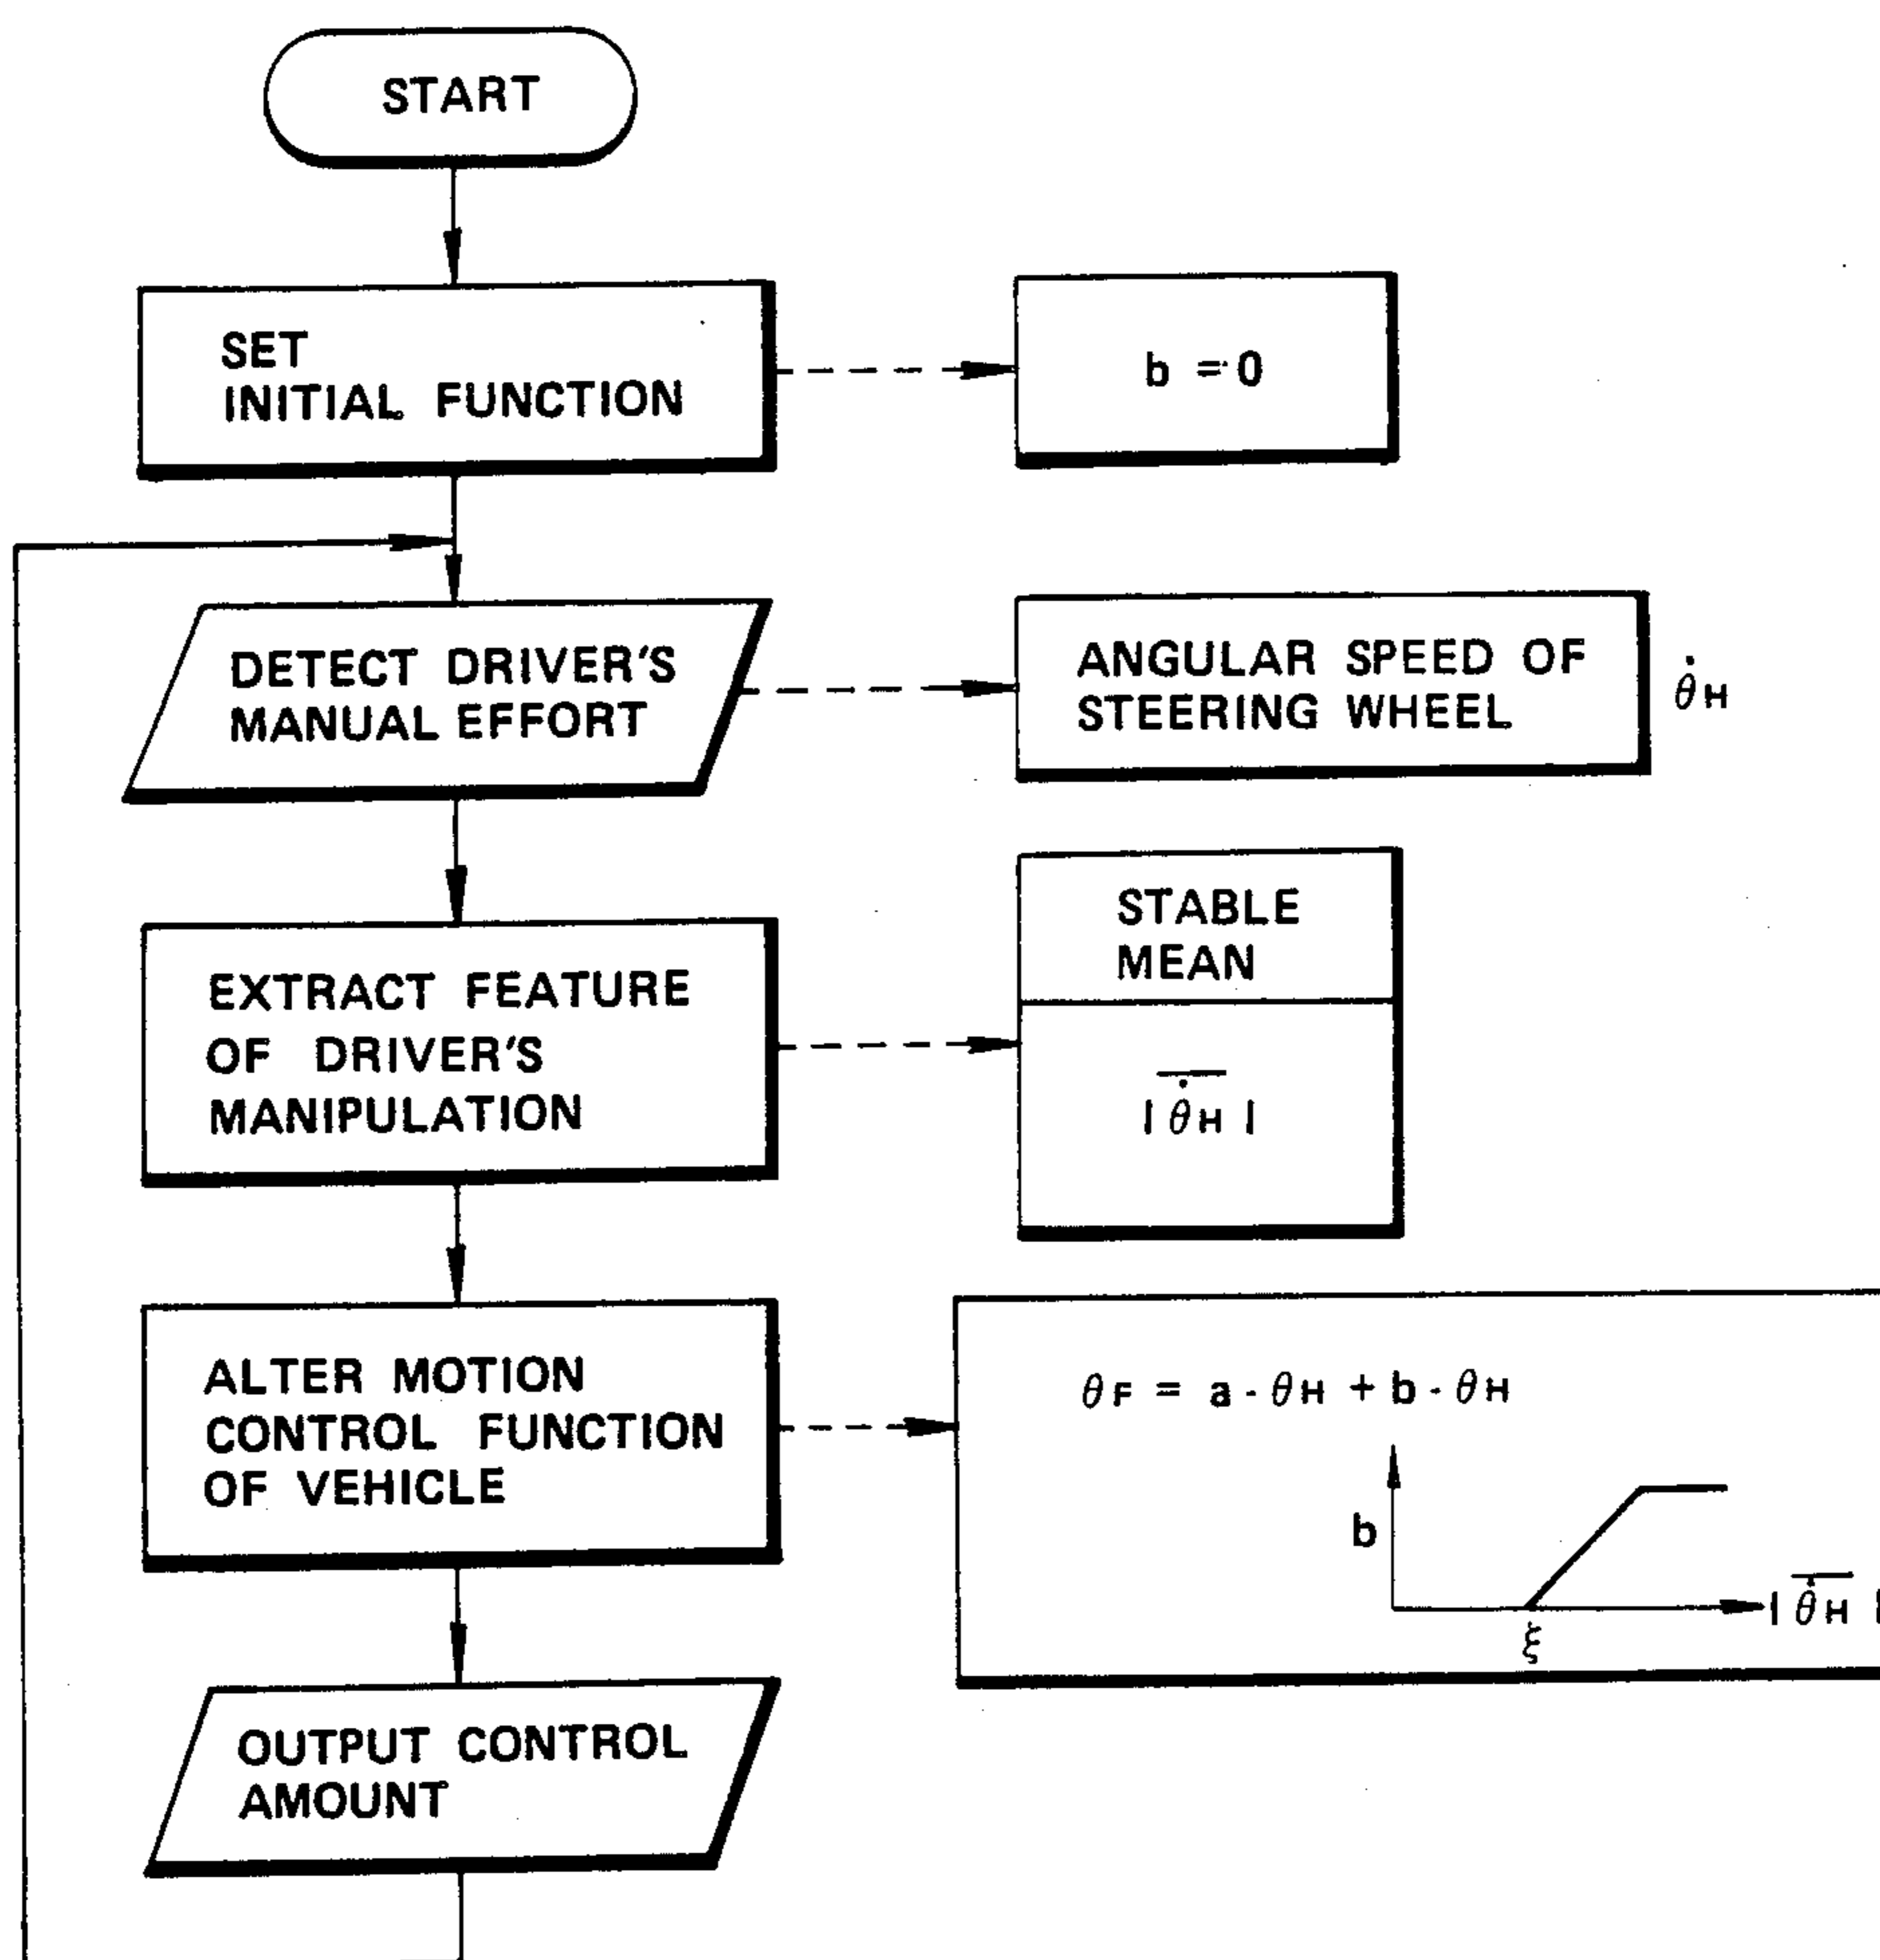 START
SET
INITIAL FUNCTION
b = 0
DETECT DRIVER'S
MANUAL EFFORT
ANGULAR SPEED OF
STEERING WHEEL
θ̇H
EXTRACT FEATURE
OF DRIVER'S
MANIPULATION
STABLE
MEAN
| θ̇H |
ALTER MOTION
CONTROL FUNCTION
OF VEHICLE
θF = a · θH + b · θH
b
| θ̇H |
ξ
OUTPUT CONTROL
AMOUNT